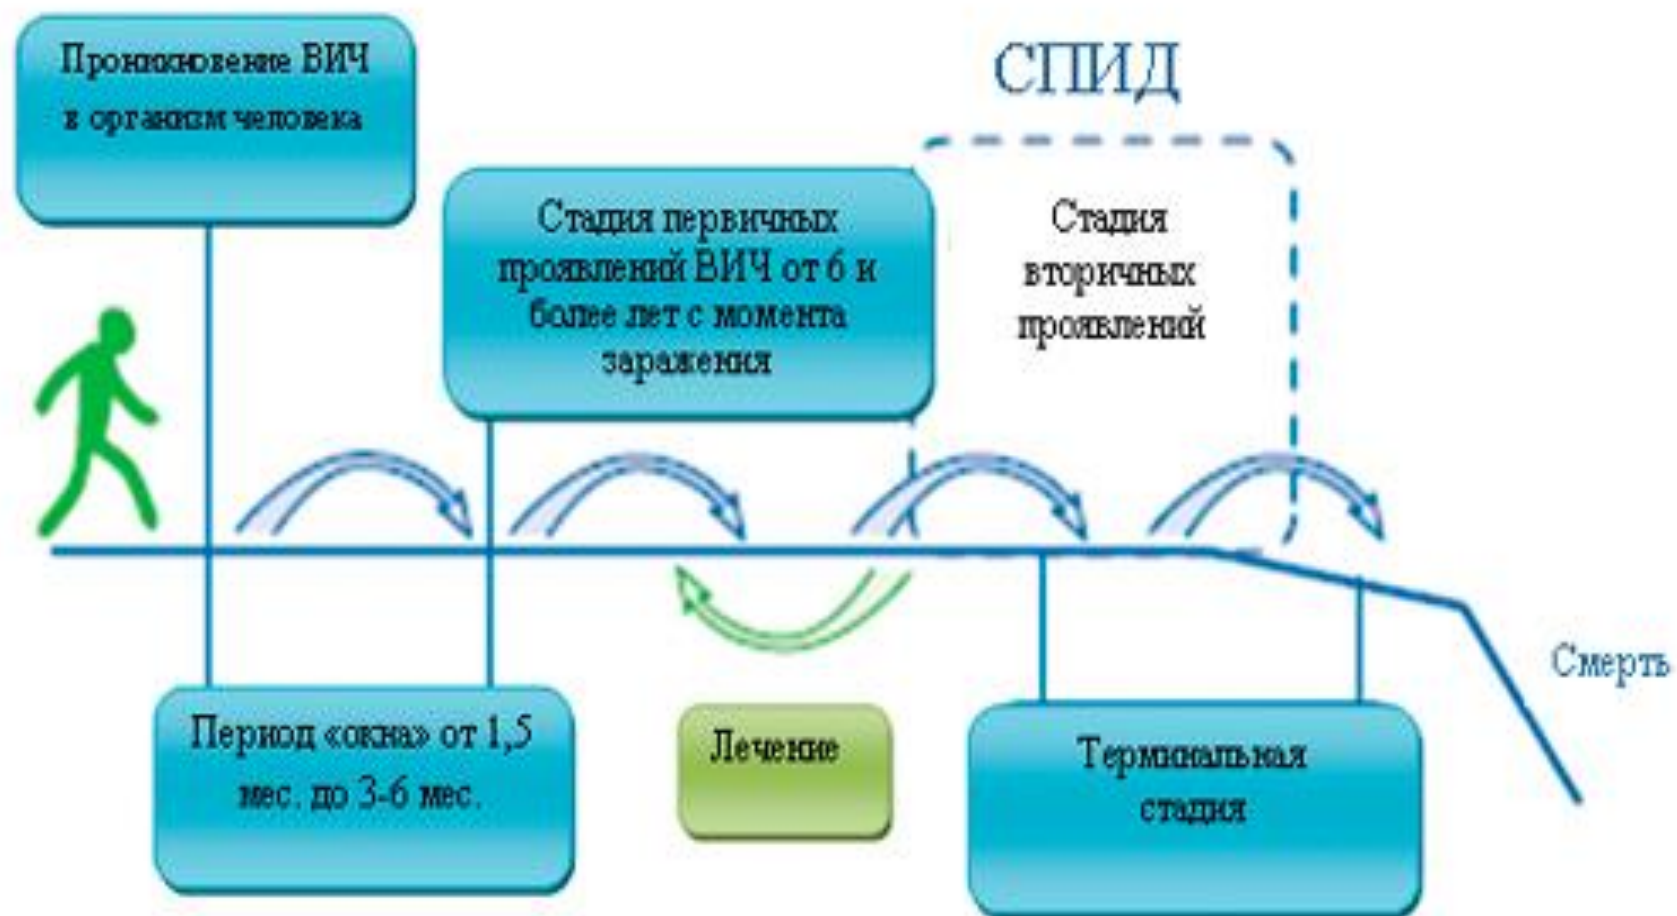 Проникновение ВИЧ
в организм человека
СПИД
Стадия первичных
проявлений ВИЧ от 6 и
более лет с момента
заражения
Стадия
вторичных
проявлений
Смерть
Период «окна» от 1,5
мес. до 3-6 мес.
Лечение
Терминальная
стадия